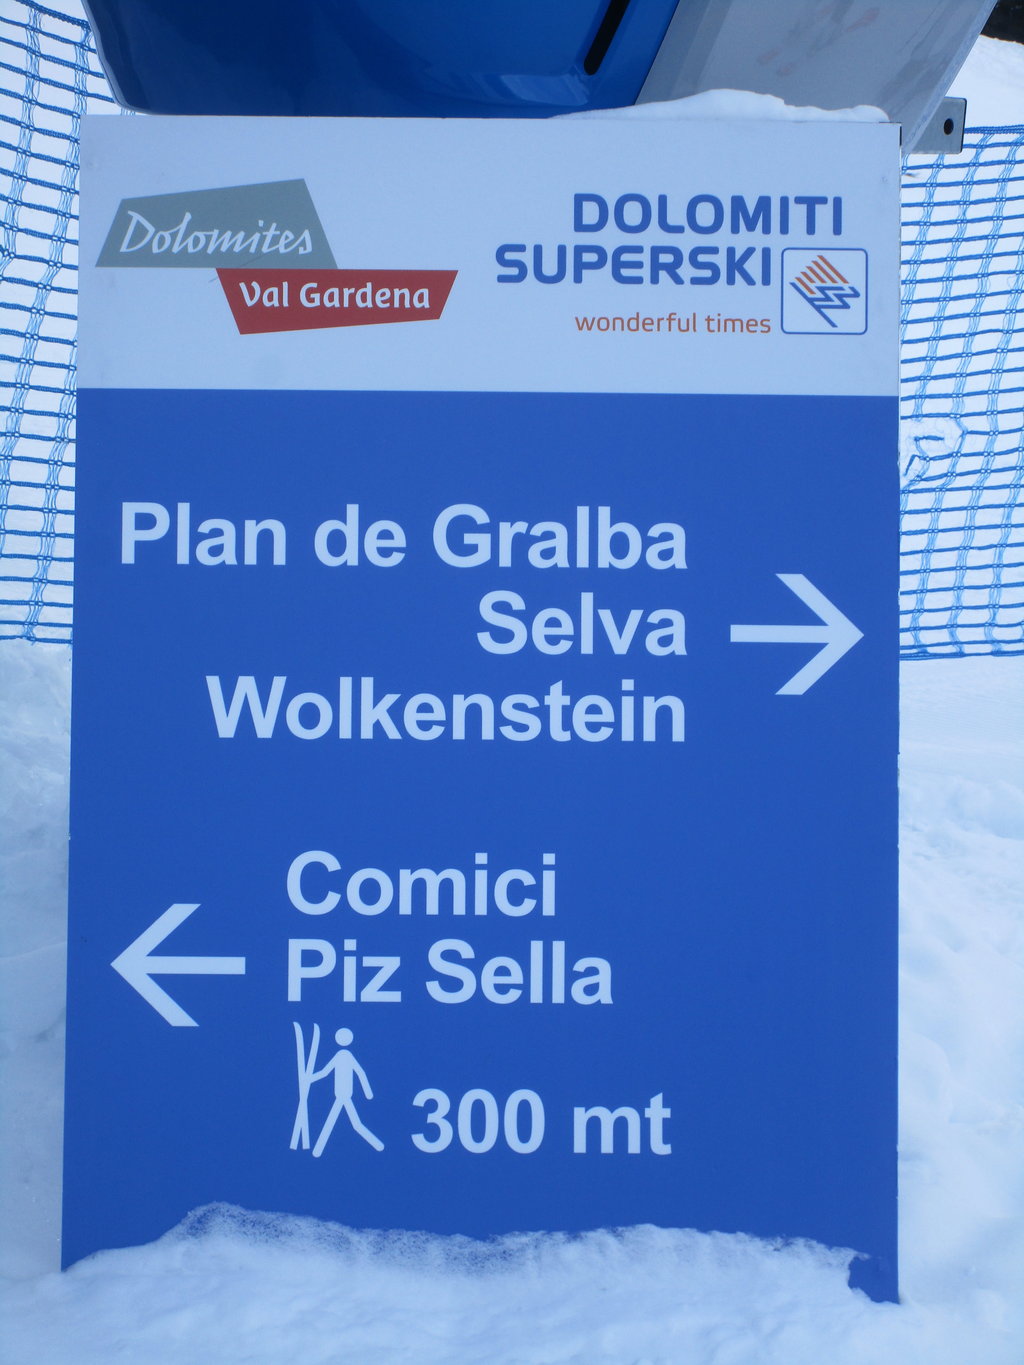 Dolomites
Val Gardena
DOLOMITI
SUPERSKI
wonderful times
Plan de Gralba
Selva
Wolkenstein
Comici
Piz Sella
300 mt